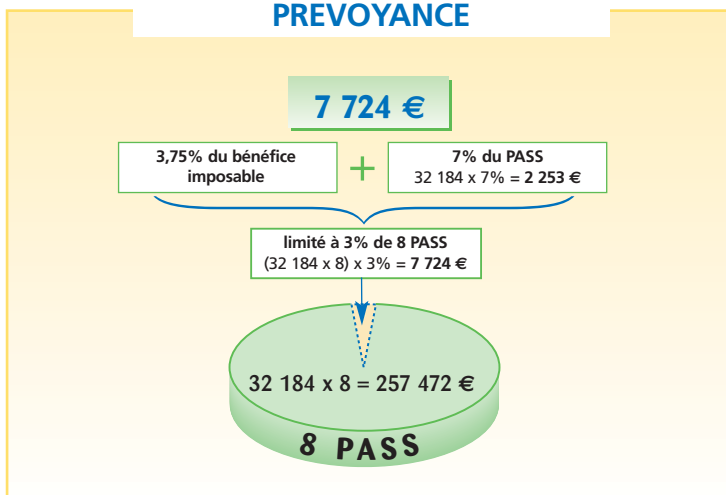 PREVOYANCE
7 724 €
3,75% du bénéfice
imposable
+
7% du PASS
32 184 x 7% = 2 253 €
limité à 3% de 8 PASS
(32 184 x 8) x 3% = 7 724 €
32 184 x 8 = 257 472 €
8 PASS